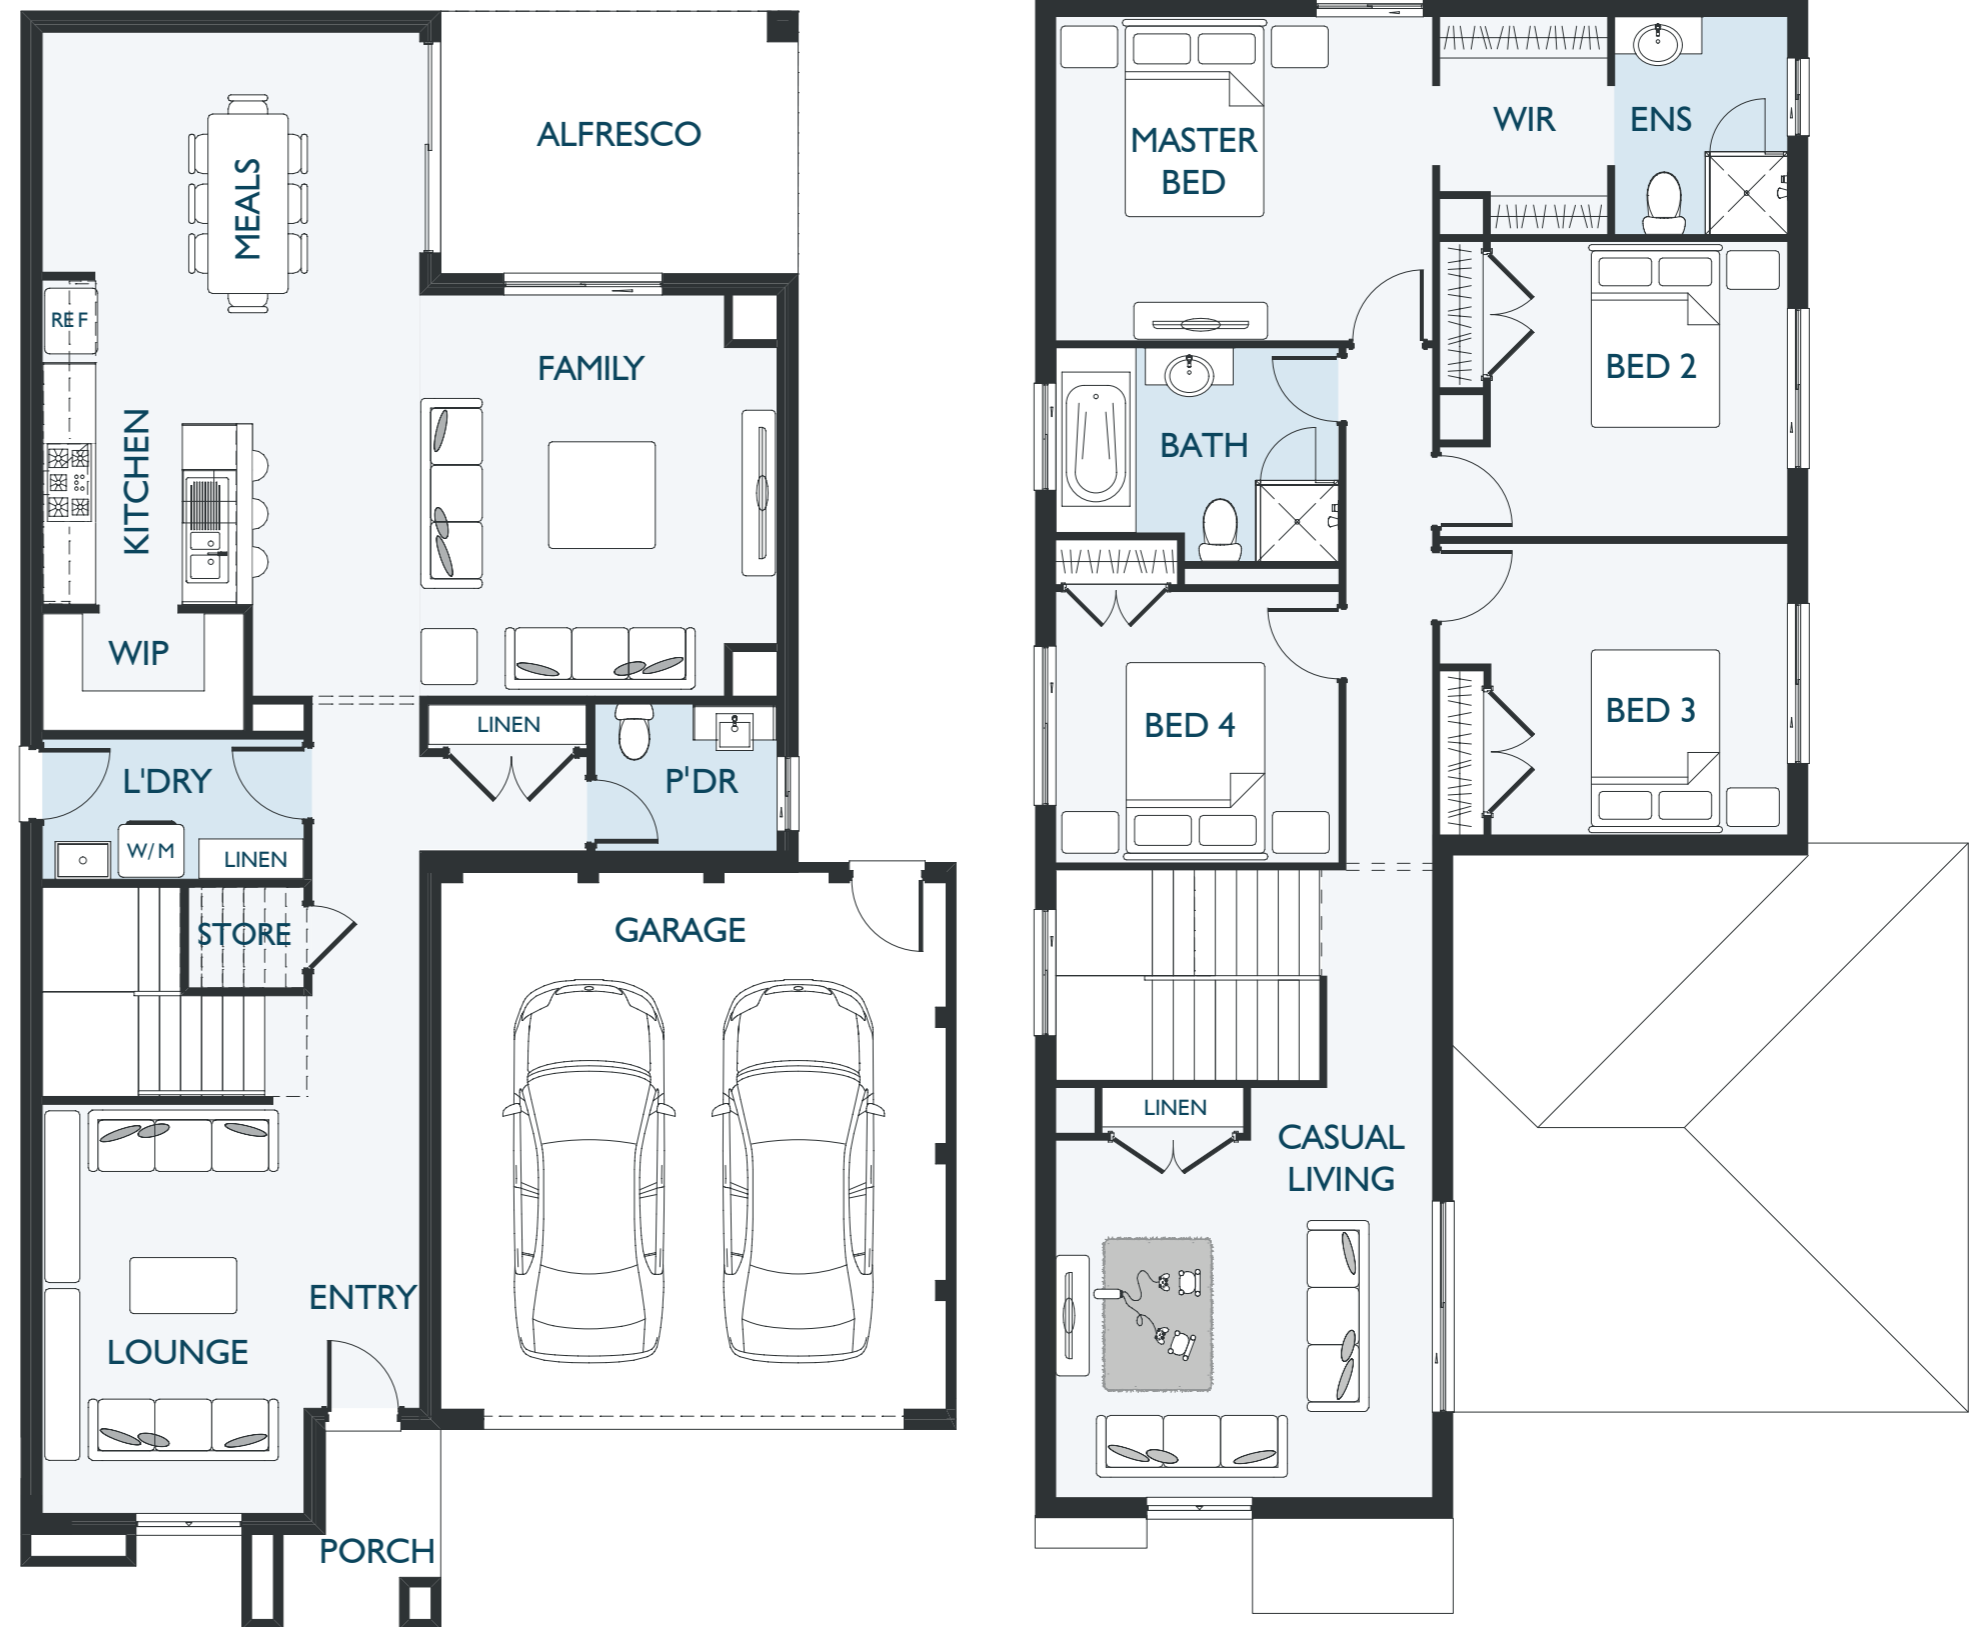 ALFRESCO
MEALS
REF
FAMILY
KITCHEN
WIP
LINEN
L'DRY
P'DR
W/M
LINEN
STORE
GARAGE
ENTRY
LOUNGE
PORCH
MASTER
BED
WIR
ENS
BED 2
BATH
BED 4
BED 3
LINEN
CASUAL
LIVING